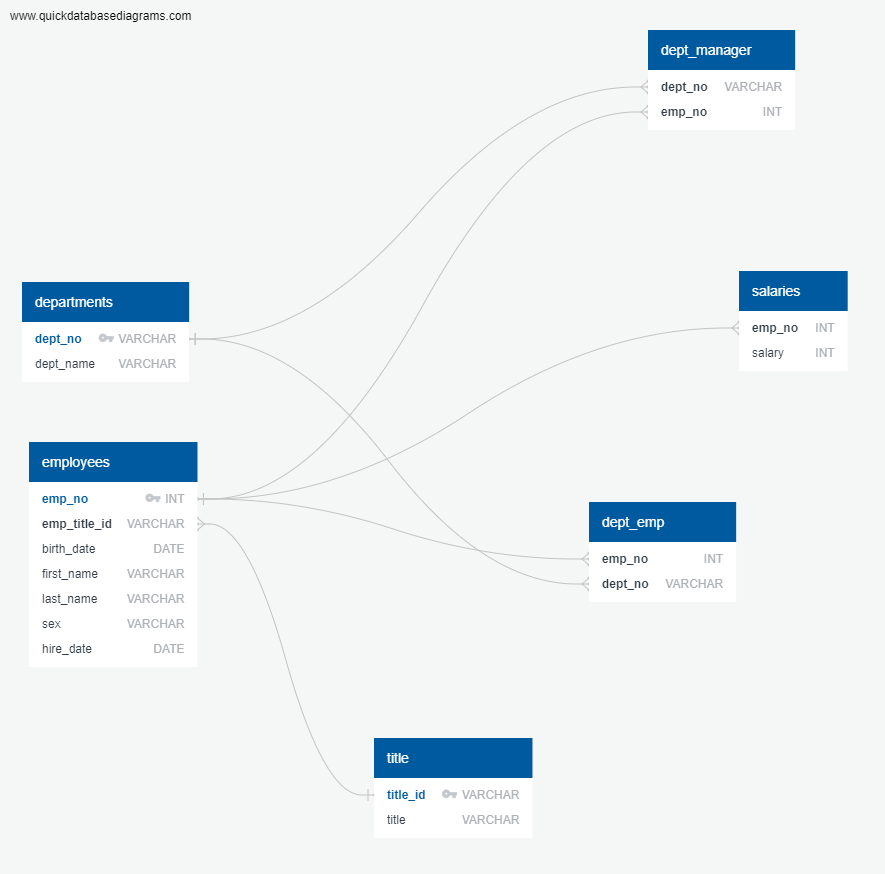 www.quickdatabasediagrams.com
dept_manager
dept_no VARCHAR
emp_no INT
departments
dept_no VARCHAR
dept_name VARCHAR
salaries
emp_no INT
salary INT
employees
emp_no INT
emp_title_id VARCHAR
birth_date DATE
first_name VARCHAR
last_name VARCHAR
sex VARCHAR
hire_date DATE
dept_emp
emp_no INT
dept_no VARCHAR
title
title_id VARCHAR
title VARCHAR